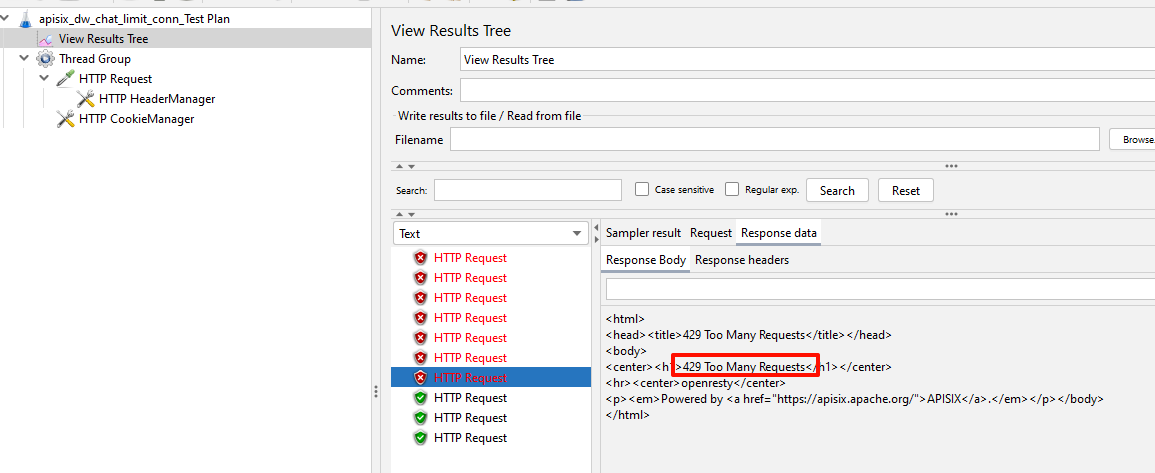 apisix_dw_chat_limit_conn_Test Plan
View Results Tree
Thread Group
HTTP Request
HTTP HeaderManager
HTTP CookieManager
View Results Tree
Name: View Results Tree
Comments:
Write results to file / Read from file
Filename Browse.
Search: Case sensitive Regular exp. Search Reset
Text
HTTP Request
HTTP Request
HTTP Request
HTTP Request
HTTP Request
HTTP Request
HTTP Request
HTTP Request
HTTP Request
HTTP Request
Sampler result Request Response data
Response Body Response headers
<html>
<head><title>429 Too Many Requests</title></head>
<body>
<center><h1>429 Too Many Requests</h1></center>
<hr><center>openresty</center>
<p><em>Powered by <a href="https://apisix.apache.org/">APISIX</a>.</em></p></body>
</html>